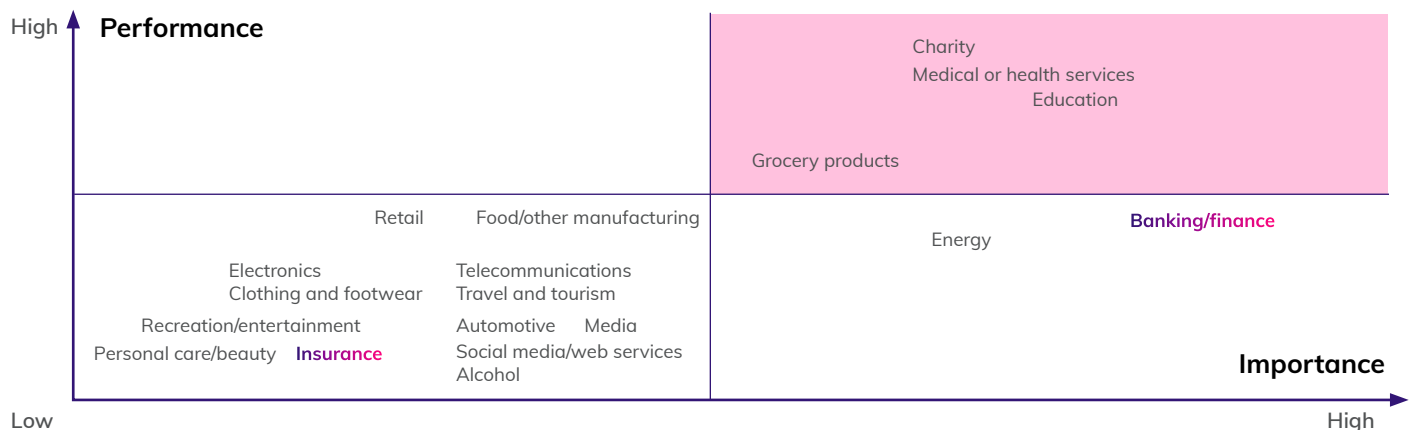 High
Performance
Charity
Medical or health services
Education
Grocery products
Retail
Food/other manufacturing
Banking/finance
Energy
Electronics
Telecommunications
Clothing and footwear
Travel and tourism
Recreation/entertainment
Automotive
Media
Personal care/beauty
Insurance
Social media/web services
Alcohol
Importance
Low
High